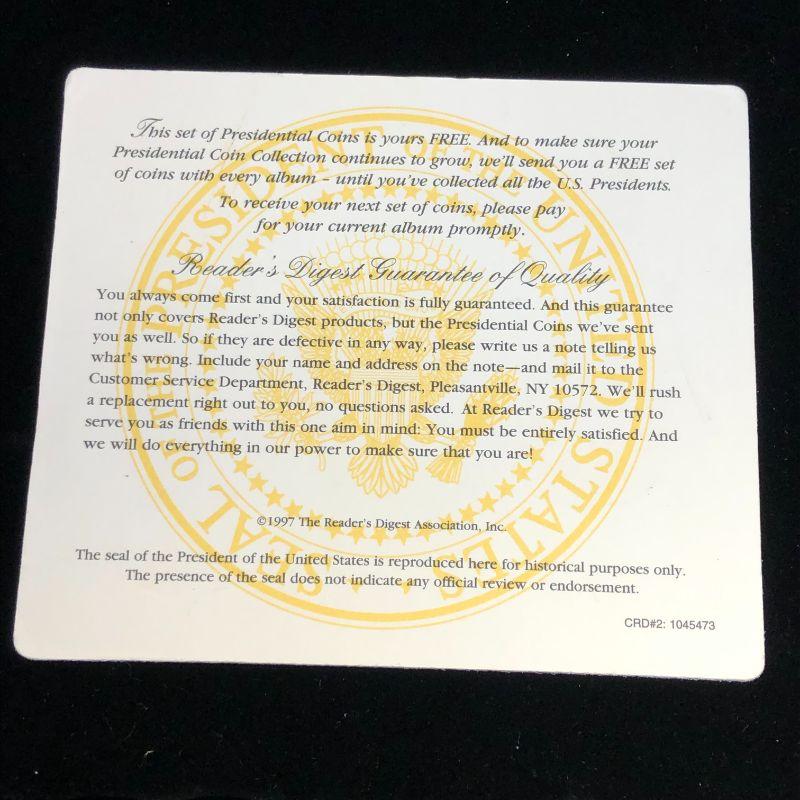 This set of Presidential Coins is yours FREE. And to make sure your
Presidential Coin Collection continues to grow, we'll send you a FREE set
of coins with every album – until you've collected all the U.S. Presidents.
To receive your next set of coins, please pay
for your current album promptly.
Reader's Digest Guarantee of Quality
You always come first and your satisfaction is fully guaranteed. And this guarantee
not only covers Reader's Digest products, but the Presidential Coins we've sent
you as well. So if they are defective in any way, please write us a note telling us
what's wrong. Include your name and address on the note—and mail it to the
Customer Service Department, Reader's Digest, Pleasantville, NY 10572. We'll rush
a replacement right out to you, no questions asked. At Reader's Digest we try to
serve you as friends with this one aim in mind: You must be entirely satisfied. And
we will do everything in our power to make sure that you are!
©1997 The Reader's Digest Association, Inc.
The seal of the President of the United States is reproduced here for historical purposes only.
The presence of the seal does not indicate any official review or endorsement.
CRD#2: 1045473
SEAL OF THE PRESIDENT OF THE UNITED STATES